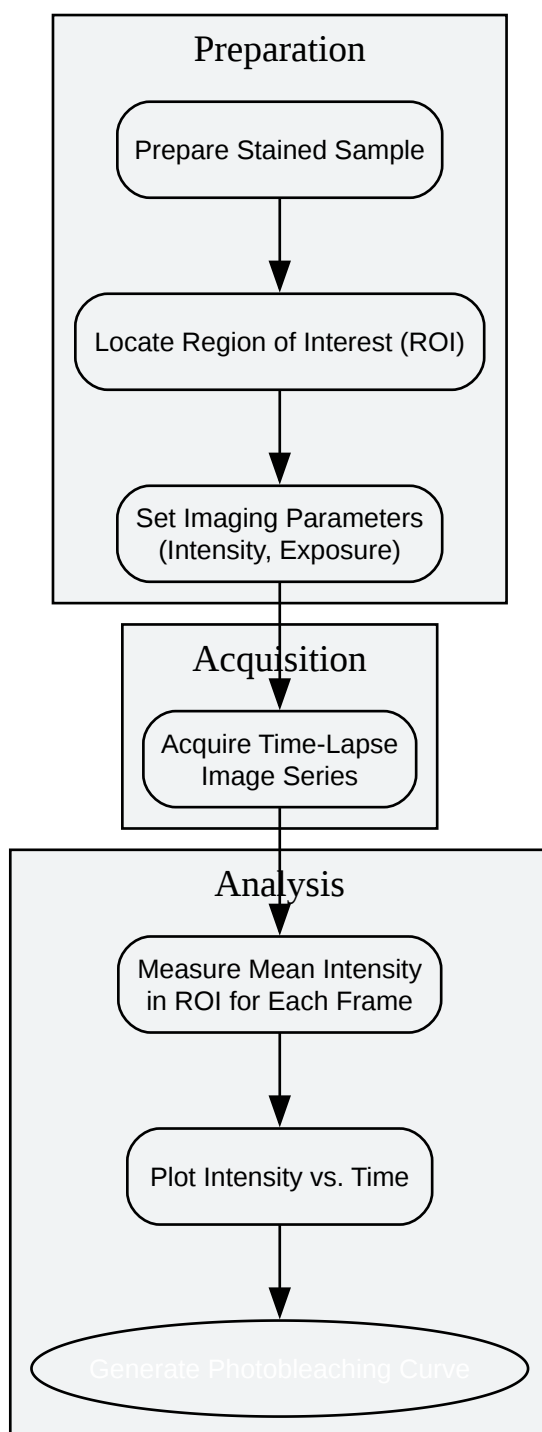 Preparation
Prepare Stained Sample
Locate Region of Interest (ROI)
Set Imaging Parameters
(Intensity, Exposure)
Acquisition
Acquire Time-Lapse
Image Series
Analysis
Measure Mean Intensity
in ROI for Each Frame
Plot Intensity vs. Time
Generate Photobleaching Curve